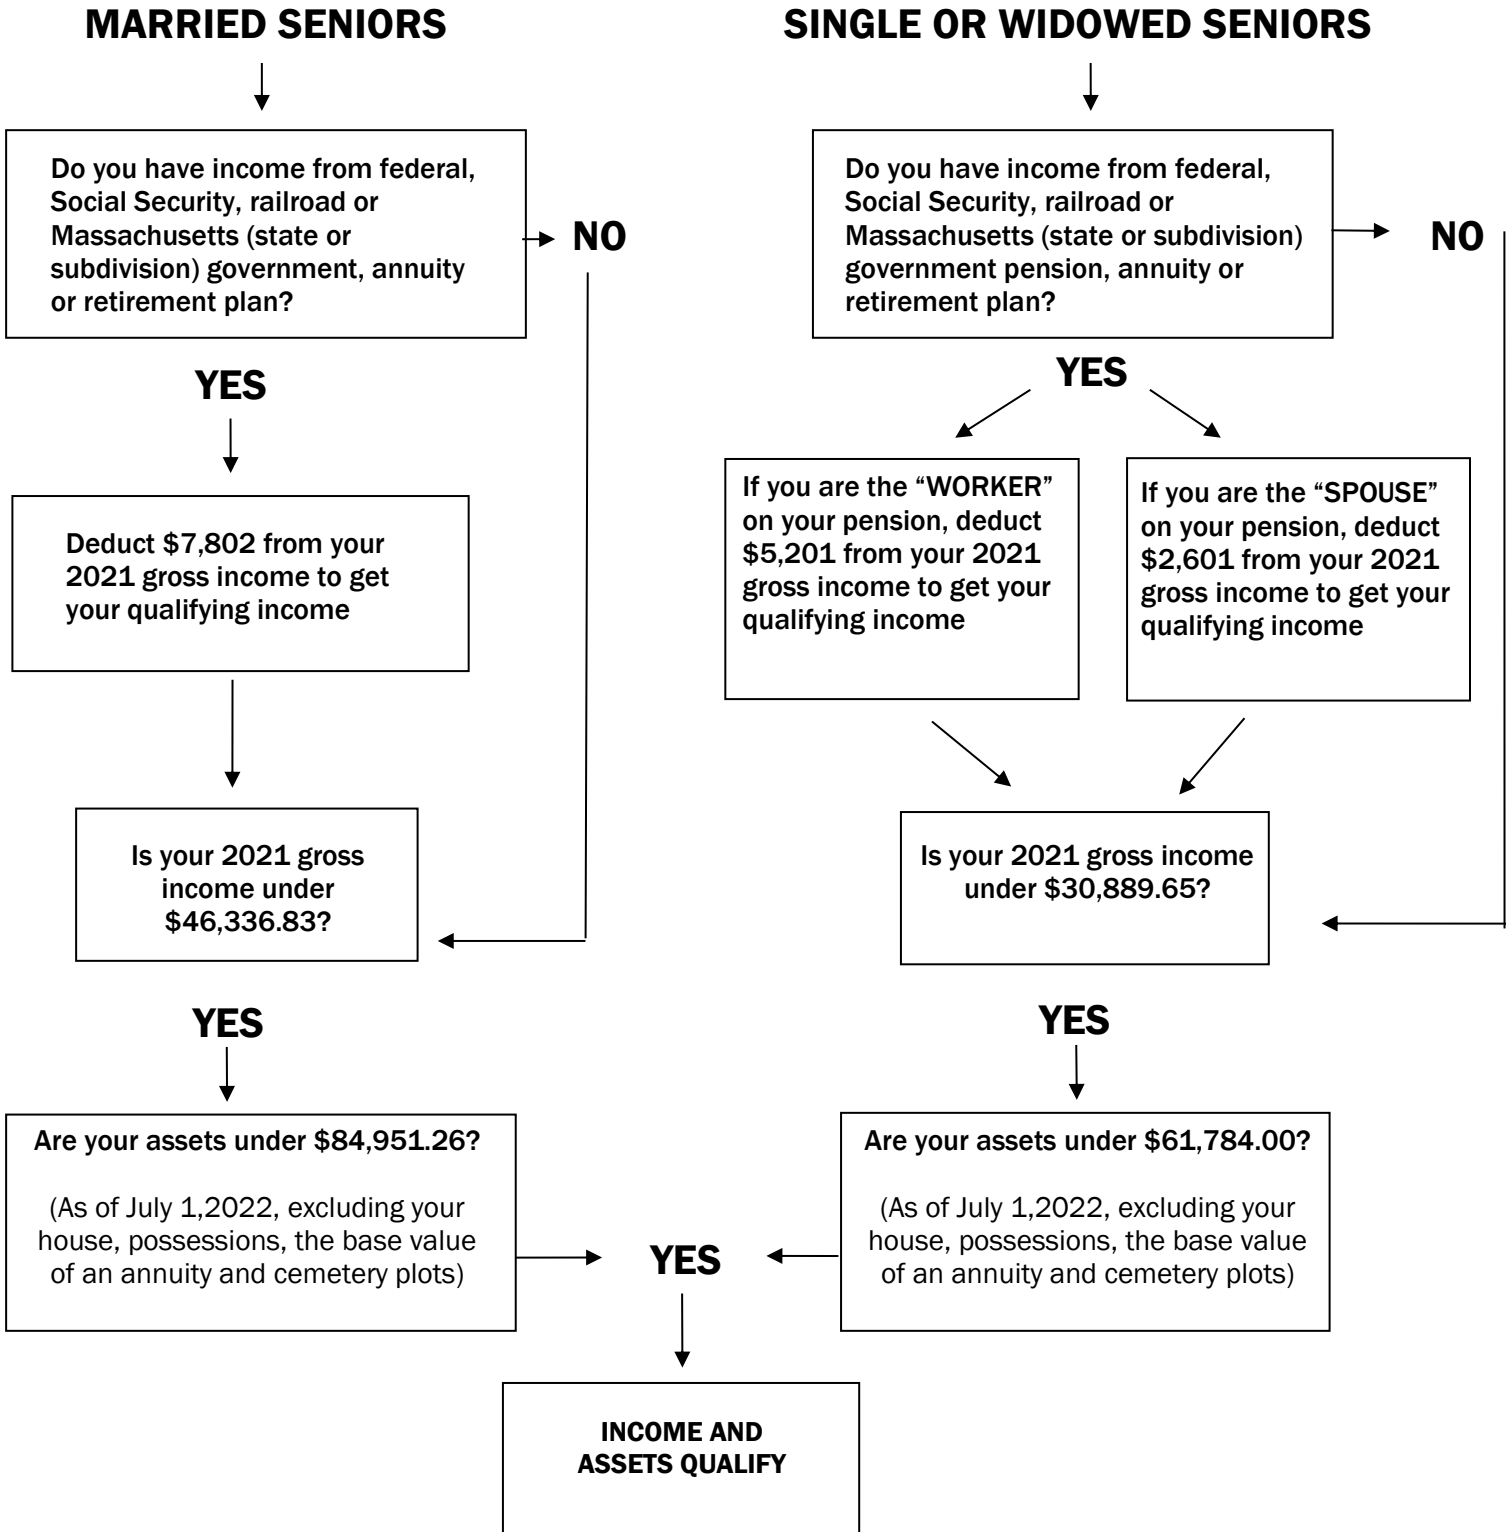 MARRIED SENIORS
Do you have income from federal,
Social Security, railroad or
Massachusetts (state or
subdivision) government, annuity
or retirement plan?
NO
YES
Deduct $7,802 from your
2021 gross income to get
your qualifying income
Is your 2021 gross
income under
$46,336.83?
YES
Are your assets under $84,951.26?
(As of July 1,2022, excluding your
house, possessions, the base value
of an annuity and cemetery plots)
SINGLE OR WIDOWED SENIORS
Do you have income from federal,
Social Security, railroad or
Massachusetts (state or subdivision)
government pension, annuity or
retirement plan?
NO
YES
If you are the “WORKER”
on your pension, deduct
$5,201 from your 2021
gross income to get your
qualifying income
If you are the “SPOUSE”
on your pension, deduct
$2,601 from your 2021
gross income to get your
qualifying income
Is your 2021 gross income
under $30,889.65?
YES
Are your assets under $61,784.00?
(As of July 1,2022, excluding your
house, possessions, the base value
of an annuity and cemetery plots)
YES
INCOME AND
ASSETS QUALIFY